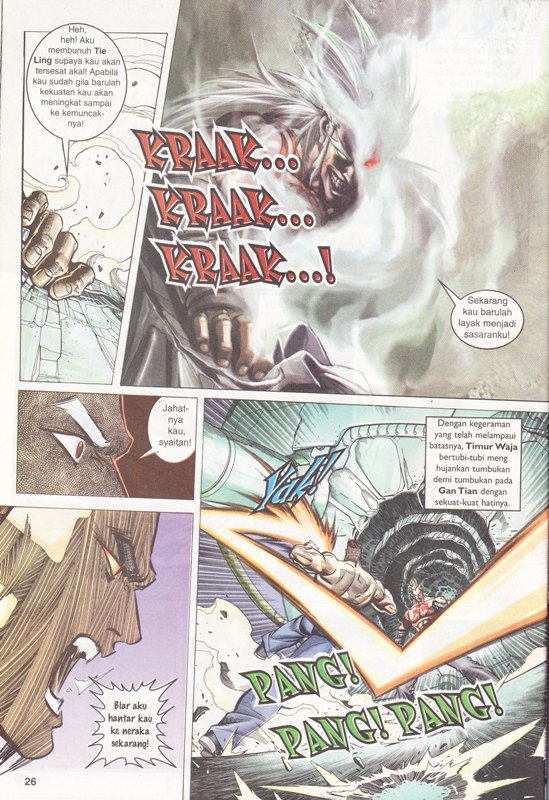 Heh,
heh! Aku
membunuh Tie
Ling supaya kau akan
tersesat akal! Apabila
kau sudah gila barulah
kekuatan kau akan
meningkat sampai
ke kemuncak-
nya!
KRAAK...
KRAAK...
KRAAK...!
Sekarang
kau barulah
layak menjadi
sasaranku!
Jahat-
nya
kau,
syaitan!
Dengan kegeraman
yang telah melampaui
batasnya, Timur Waja
bertubi-tubi meng
hujankan tumbukan
demi tumbukan pada
Gan Tian dengan
sekuat-kuat hatinya.
Yak!!
Biar aku
hantar kau
ke neraka
sekarang!
PANG!
PANG! PANG!
26